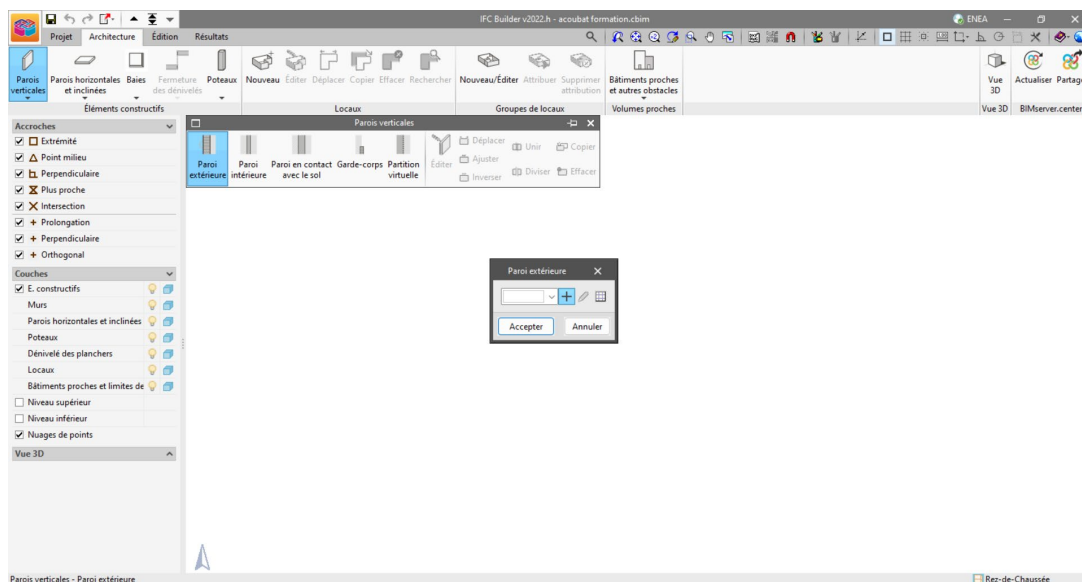 IFC Builder v2022.h - acoubat formation.cbim
ENEA
Projet Architecture Édition Résultats
Parois verticales
Parois horizontales et inclinées
Baies
Fermeture des dénivelés
Poteaux
Nouveau Éditer Déplacer Copier Effacer Rechercher
Nouveau/Éditer
Attribuer
Supprimer attribution
Bâtiments proches et autres obstacles
Vue 3D
Actualiser
Partag
Éléments constructifs
Locaux
Groupes de locaux
Volumes proches
Vue 3D
BIMserver.center
Accroches
Extrémité
Point milieu
Perpendiculaire
Plus proche
Intersection
Prolongation
Perpendiculaire
Orthogonal
Couches
E. constructifs
Murs
Parois horizontales et inclinées
Poteaux
Dénivelé des planchers
Locaux
Bâtiments proches et limites de
Niveau supérieur
Niveau inférieur
Nuages de points
Vue 3D
Parois verticales
Paroi extérieure
Paroi intérieure
Paroi en contact avec le sol
Garde-corps
Partition virtuelle
Éditer
Déplacer
Ajuster
Inverser
Unir
Diviser
Copier
Effacer
Paroi extérieure
Accepter
Annuler
Parois verticales - Paroi extérieure
Rez-de-Chaussée